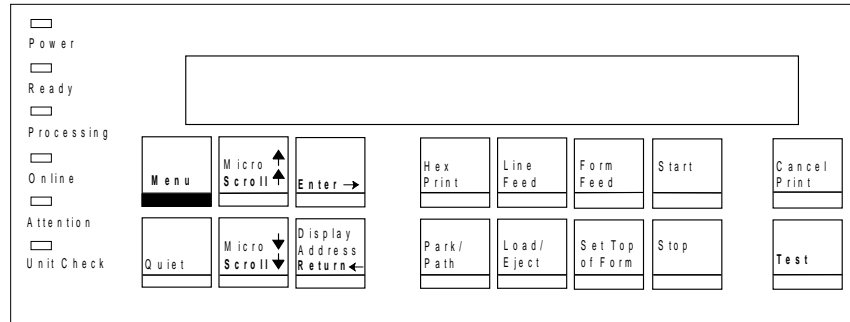 Power
Ready
Processing
Online
Attention
Unit Check
Menu
Micro
Scroll
Enter
Hex
Print
Line
Feed
Form
Feed
Start
Cancel
Print
Quiet
Micro
Scroll
Display
Address
Return
Park/
Path
Load/
Eject
Set Top
of Form
Stop
Test